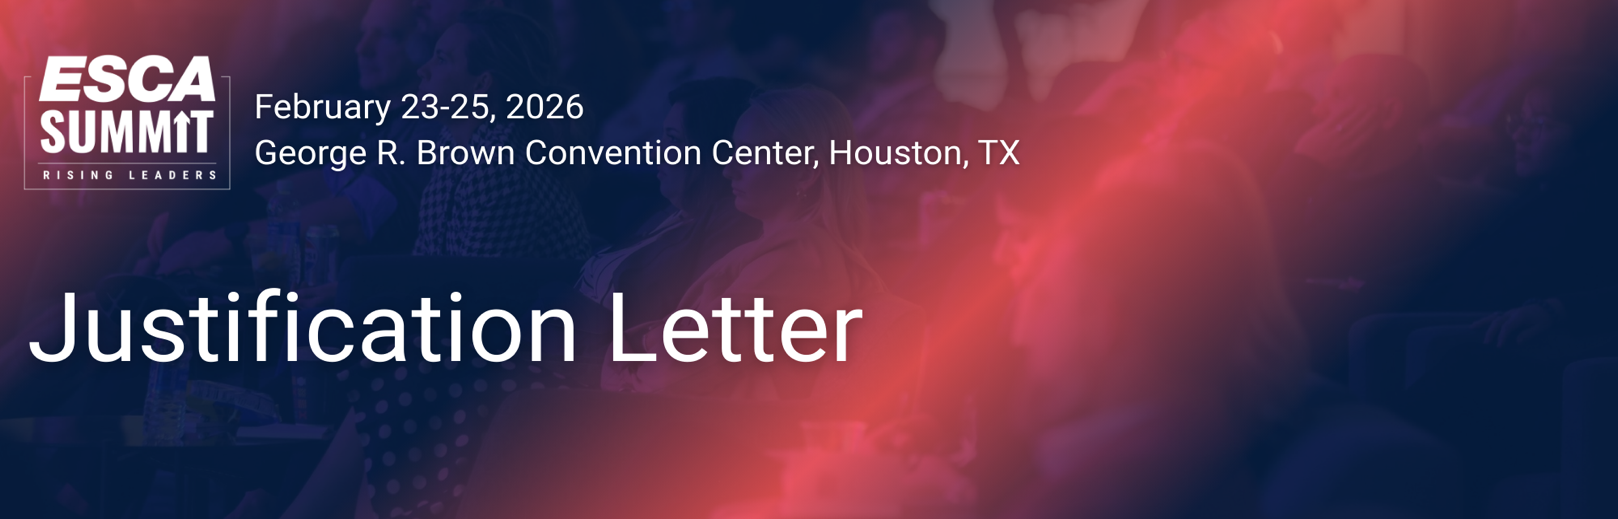 ESCA
SUMMIT
RISING LEADERS
February 23-25, 2026
George R. Brown Convention Center, Houston, TX
Justification Letter